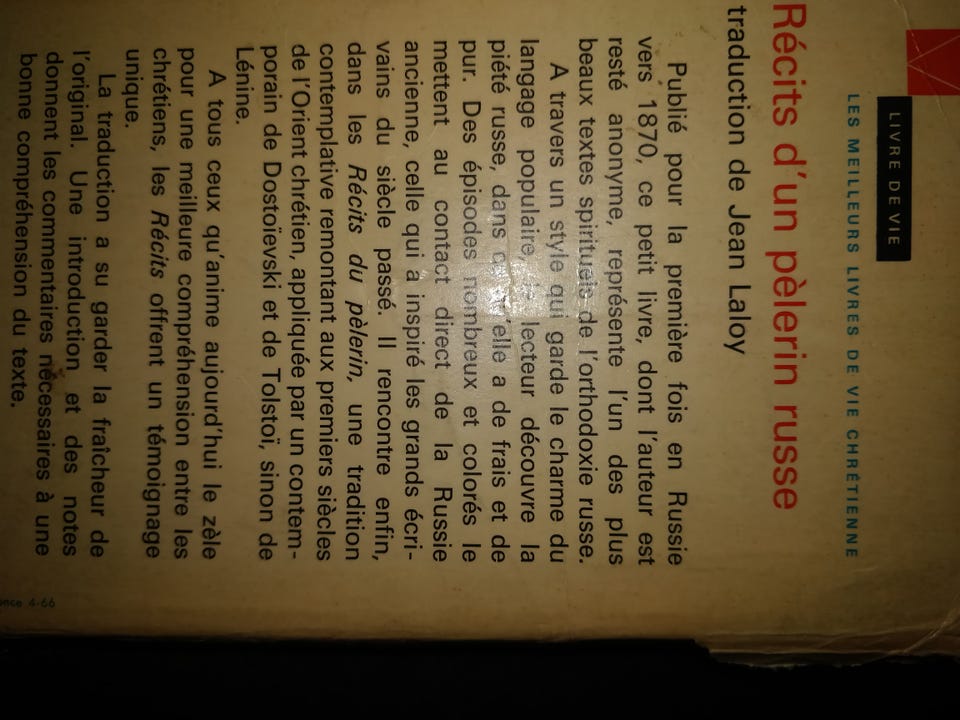 LIVRE DE VIE
LES MEILLEURS LIVRES DE VIE CHRÉTIENNE
Récits d'un pèlerin russe
traduction de Jean Laloy
Publié pour la première fois en Russie
vers 1870, ce petit livre, dont l'auteur est
resté anonyme, représente l'un des plus
beaux textes spirituels de l'orthodoxie russe.
A travers un style qui garde le charme du
langage populaire, le lecteur découvre la
piété russe, dans ce qu'elle a de frais et de
pur. Des épisodes nombreux et colorés le
mettent au contact direct de la Russie
ancienne, celle qui a inspiré les grands écri-
vains du siècle passé. Il rencontre enfin,
dans les Récits du pèlerin, une tradition
contemplative remontant aux premiers siècles
de l'Orient chrétien, appliquée par un contem-
porain de Dostoïevski et de Tolstoï, sinon de
Lénine.
A tous ceux qu'anime aujourd'hui le zèle
pour une meilleure compréhension entre les
chrétiens, les Récits offrent un témoignage
unique.
La traduction a su garder la fraîcheur de
l'original. Une introduction et des notes
donnent les commentaires nécessaires à une
bonne compréhension du texte.
4-66